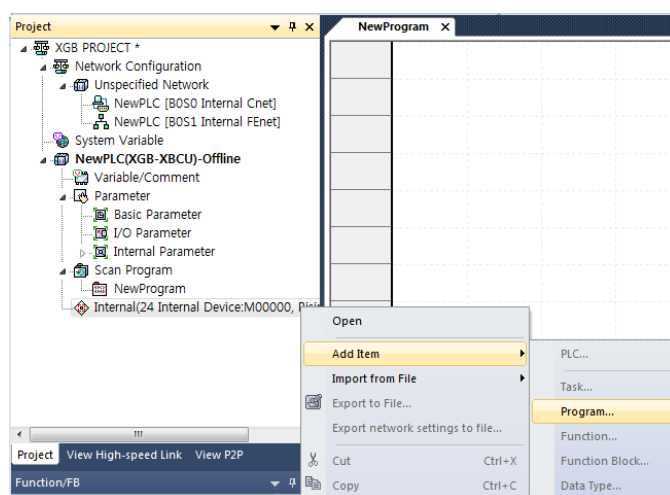 Project
NewProgram
XGB PROJECT *
Network Configuration
Unspecified Network
NewPLC [B0S0 Internal Cnet]
NewPLC [B0S1 Internal FEnet]
System Variable
NewPLC(XGB-XBCU)-Offline
Variable/Comment
Parameter
Basic Parameter
I/O Parameter
Internal Parameter
Scan Program
NewProgram
Internal(24 Internal Device:M00000,
Open
Add Item
Import from File
Export to File...
Export network settings to file...
Cut Ctrl+X
Copy Ctrl+C
PLC...
Task...
Program...
Function...
Function Block...
Data Type...
Project View High-speed Link View P2P
Function/FB